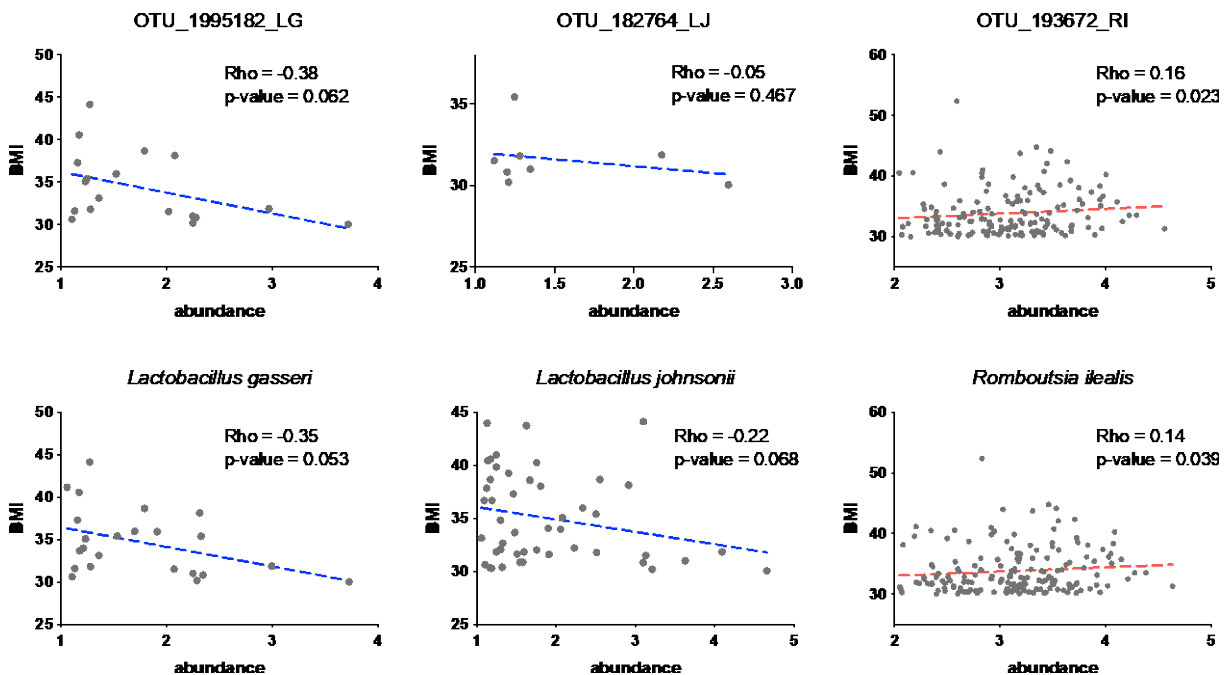 OTU_1995182_LG
Rho = -0.38
p-value = 0.062
50
45
40
35
30
25
BMI
1
2
3
4
abundance
OTU_182764_LJ
Rho = -0.05
p-value = 0.467
35
30
25
BMI
1.0
1.5
2.0
2.5
3.0
abundance
OTU_193672_RI
Rho = 0.16
p-value = 0.023
60
50
40
30
BMI
2
3
4
5
abundance
Lactobacillus gasseri
Rho = -0.35
p-value = 0.053
50
45
40
35
30
25
BMI
1
2
3
4
abundance
Lactobacillus johnsonii
Rho = -0.22
p-value = 0.068
45
40
35
30
25
BMI
1
2
3
4
5
abundance
Romboutsia ilealis
Rho = 0.14
p-value = 0.039
60
50
40
30
BMI
2
3
4
5
abundance